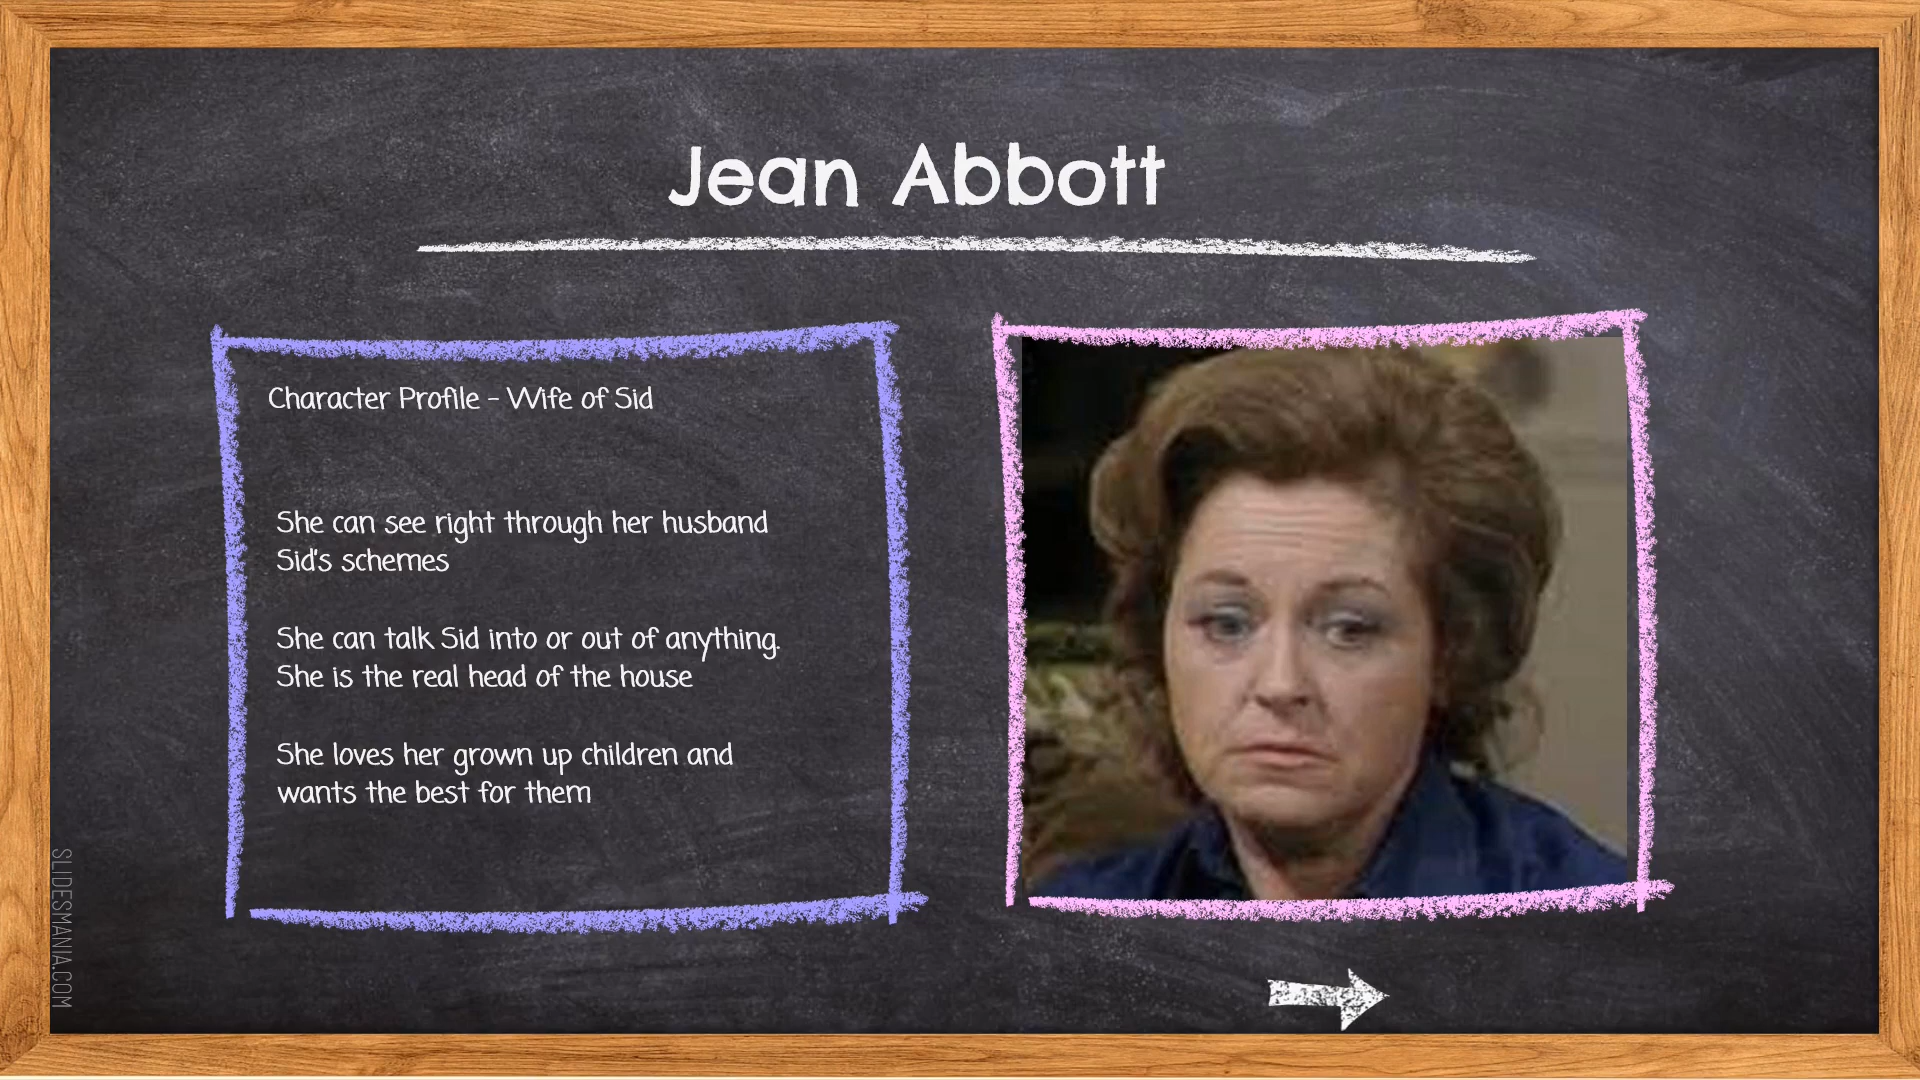 Jean Abbott
Character Profile - Wife of Sid
She can see right through her husband
Sid's schemes
She can talk Sid into or out of anything.
She is the real head of the house
She loves her grown up children and
wants the best for them
SLIDESMANIA.COM